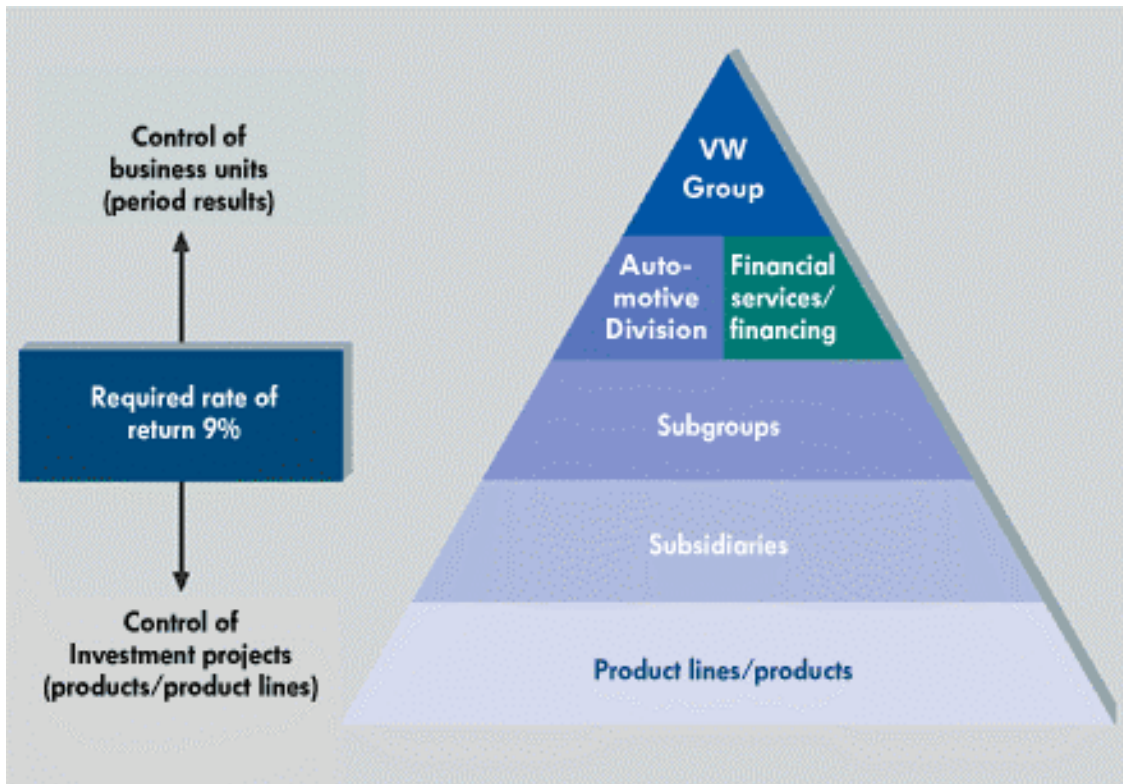 Control of
business units
(period results)
Required rate of
return 9%
Control of
Investment projects
(products/product lines)
VW
Group
Auto-
motive
Division
Financial
services/
financing
Subgroups
Subsidiaries
Product lines/products